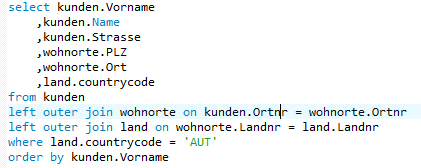 select kunden.Vorname
,kunden.Name
,kunden.Strasse
,wohnorte.PLZ
,wohnorte.Ort
,land.countrycode
from kunden
left outer join wohnorte on kunden.Ortnr = wohnorte.Ortnr
left outer join land on wohnorte.Landnr = land.Landnr
where land.countrycode = 'AUT'
order by kunden.Vorname